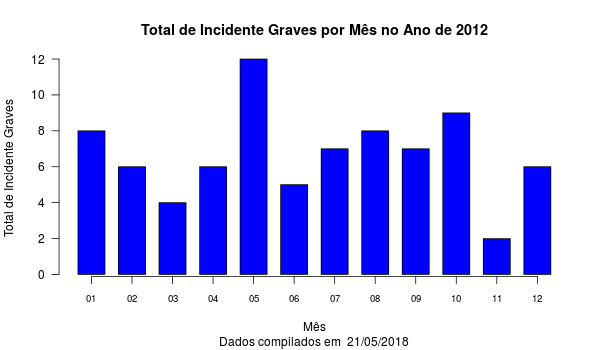 Total de Incidente Graves por Mês no Ano de 2012
Total de Incidente Graves
12
10
8
6
4
2
0
01 02 03 04 05 06 07 08 09 10 11 12
Mês
Dados compilados em 21/05/2018